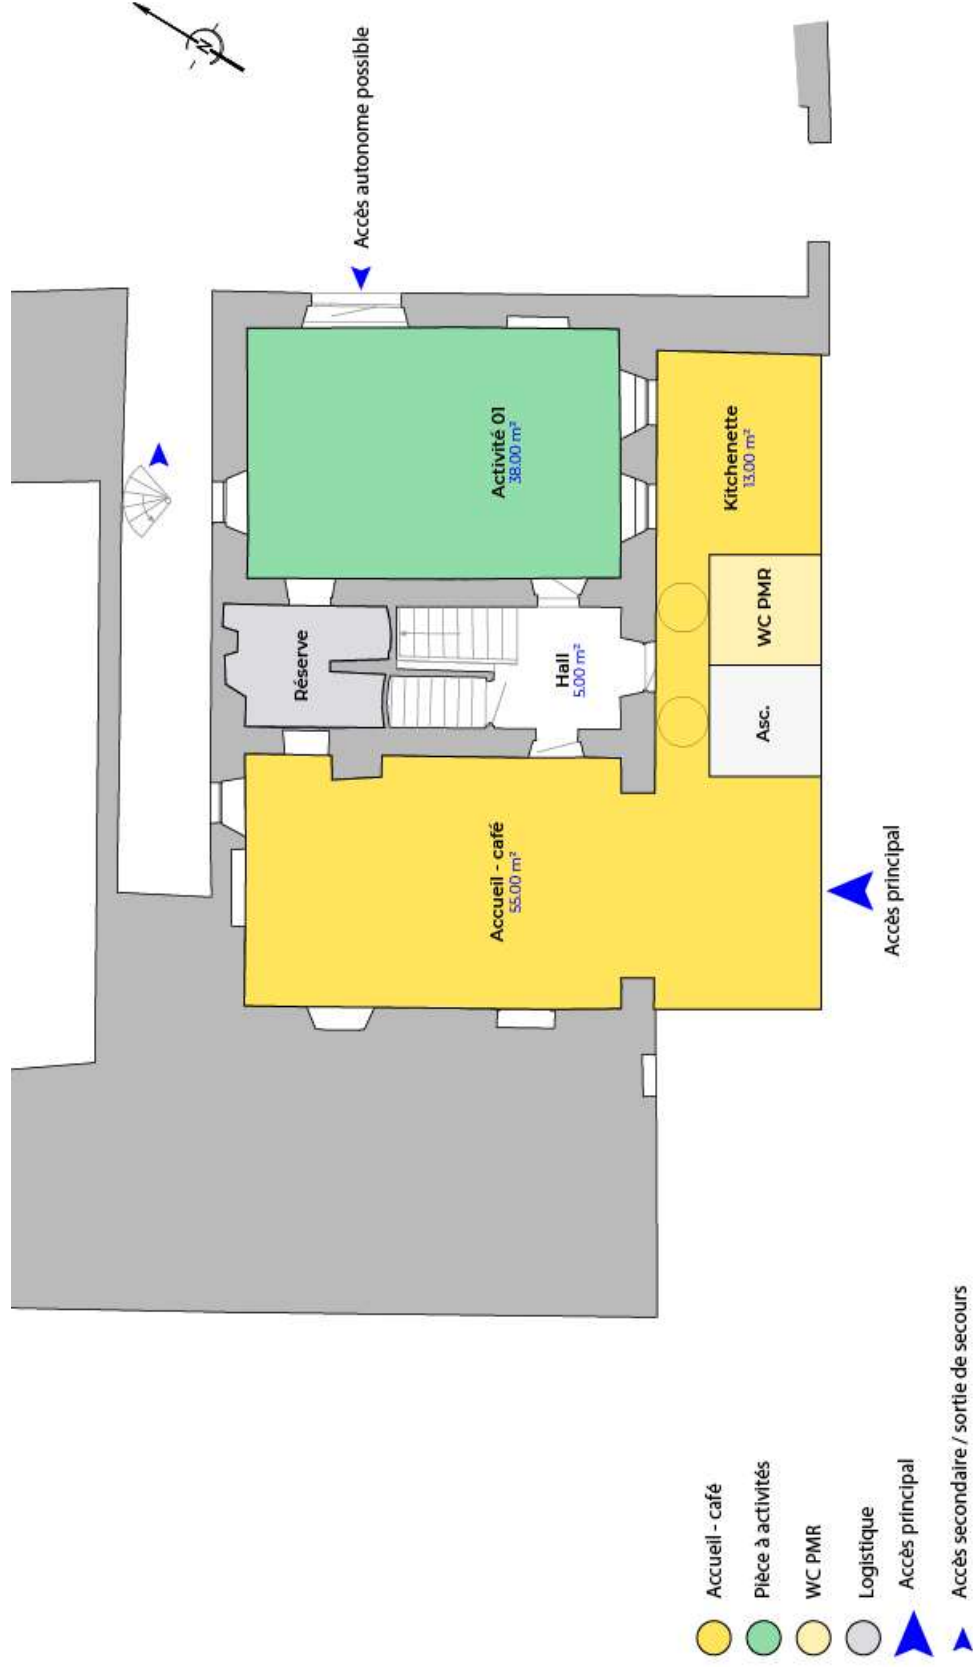 N
Accès autonome possible
Activité 01
38.00 m²
Kitchenette
13.00 m²
WC PMR
Réserve
Hall
5.00 m²
Asc.
Accueil - café
55.00 m²
Accès principal
Accueil - café
Pièce à activités
WC PMR
Logistique
Accès principal
Accès secondaire / sortie de secours